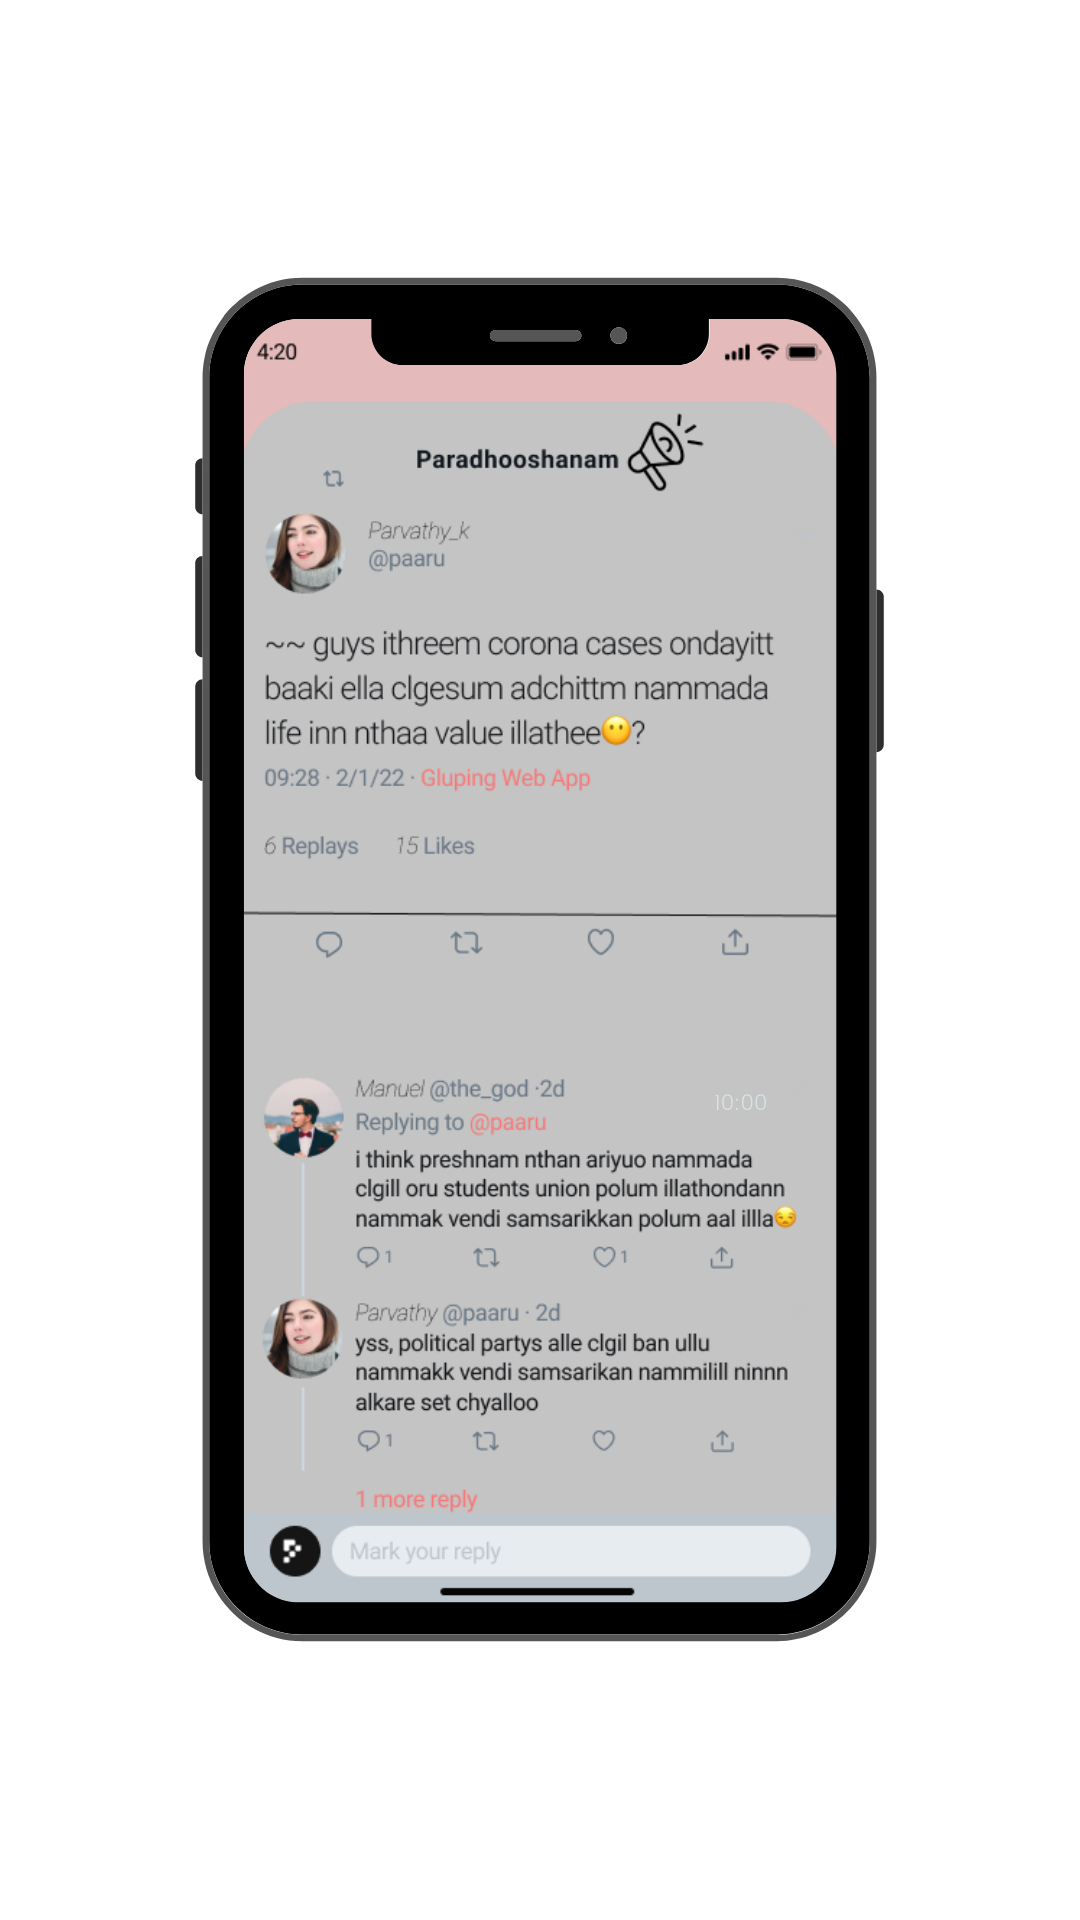 4:20
Paradhooshanam
Parvathy_k
@paaru
~~ guys ithreem corona cases ondayitt
baaki ella clgesum adchittm nammada
life inn nthaa value illathee😶?
09:28 · 2/1/22 · Gluping Web App
6 Replays 15 Likes
Manuel @the_god ·2d
10:00
Replying to @paaru
i think preshnam nthan ariyuo nammada
clgill oru students union polum illathondann
nammak vendi samsarikkan polum aal illla😒
1 1
Parvathy @paaru · 2d
yss, political partys alle clgil ban ullu
nammakk vendi samsarikan nammilill ninnn
alkare set chyalloo
1
1 more reply
Mark your reply